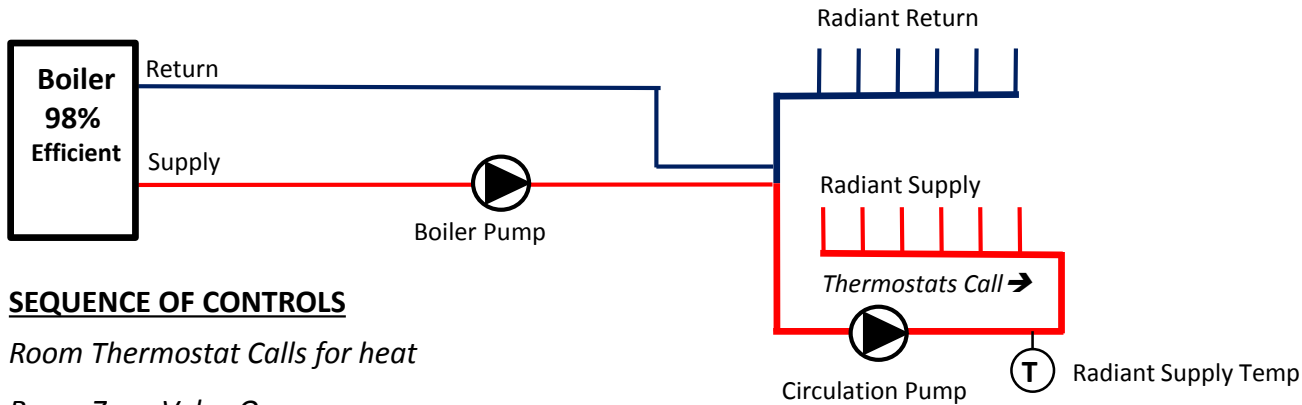 Radiant Return
Boiler
98%
Efficient
Return
Supply
Boiler Pump
Radiant Supply
Thermostats Call ➔
Circulation Pump
T
Radiant Supply Temp
SEQUENCE OF CONTROLS
Room Thermostat Calls for heat